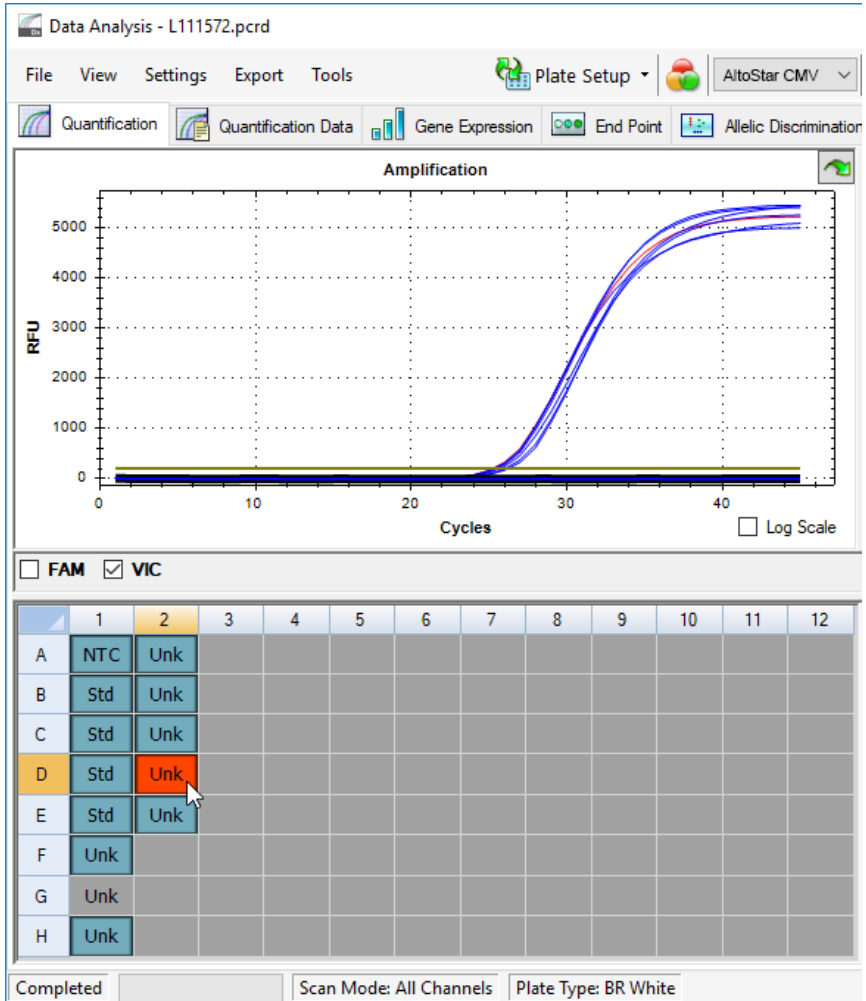 Data Analysis - L111572.pcrd
File View Settings Export Tools Plate Setup AltoStar CMV
Quantification Quantification Data Gene Expression End Point Allelic Discrimination
Amplification
5000
4000
3000
2000
1000
0
RFU
0 10 20 30 40
Cycles
Log Scale
FAM VIC
1 2 3 4 5 6 7 8 9 10 11 12
A NTC Unk
B Std Unk
C Std Unk
D Std Unk
E Std Unk
F Unk
G Unk
H Unk
Completed Scan Mode: All Channels Plate Type: BR White